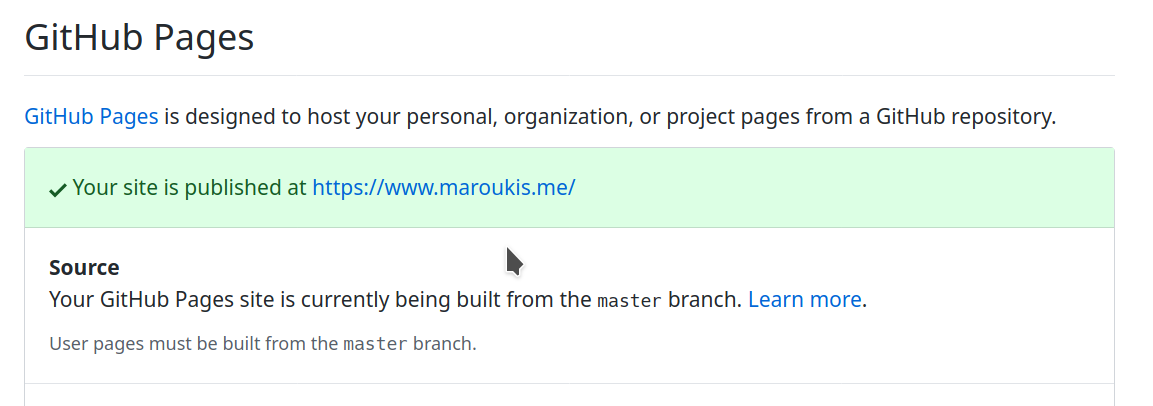 GitHub Pages
GitHub Pages is designed to host your personal, organization, or project pages from a GitHub repository.
Your site is published at https://www.maroukis.me/
Source
Your GitHub Pages site is currently being built from the master branch. Learn more.
User pages must be built from the master branch.